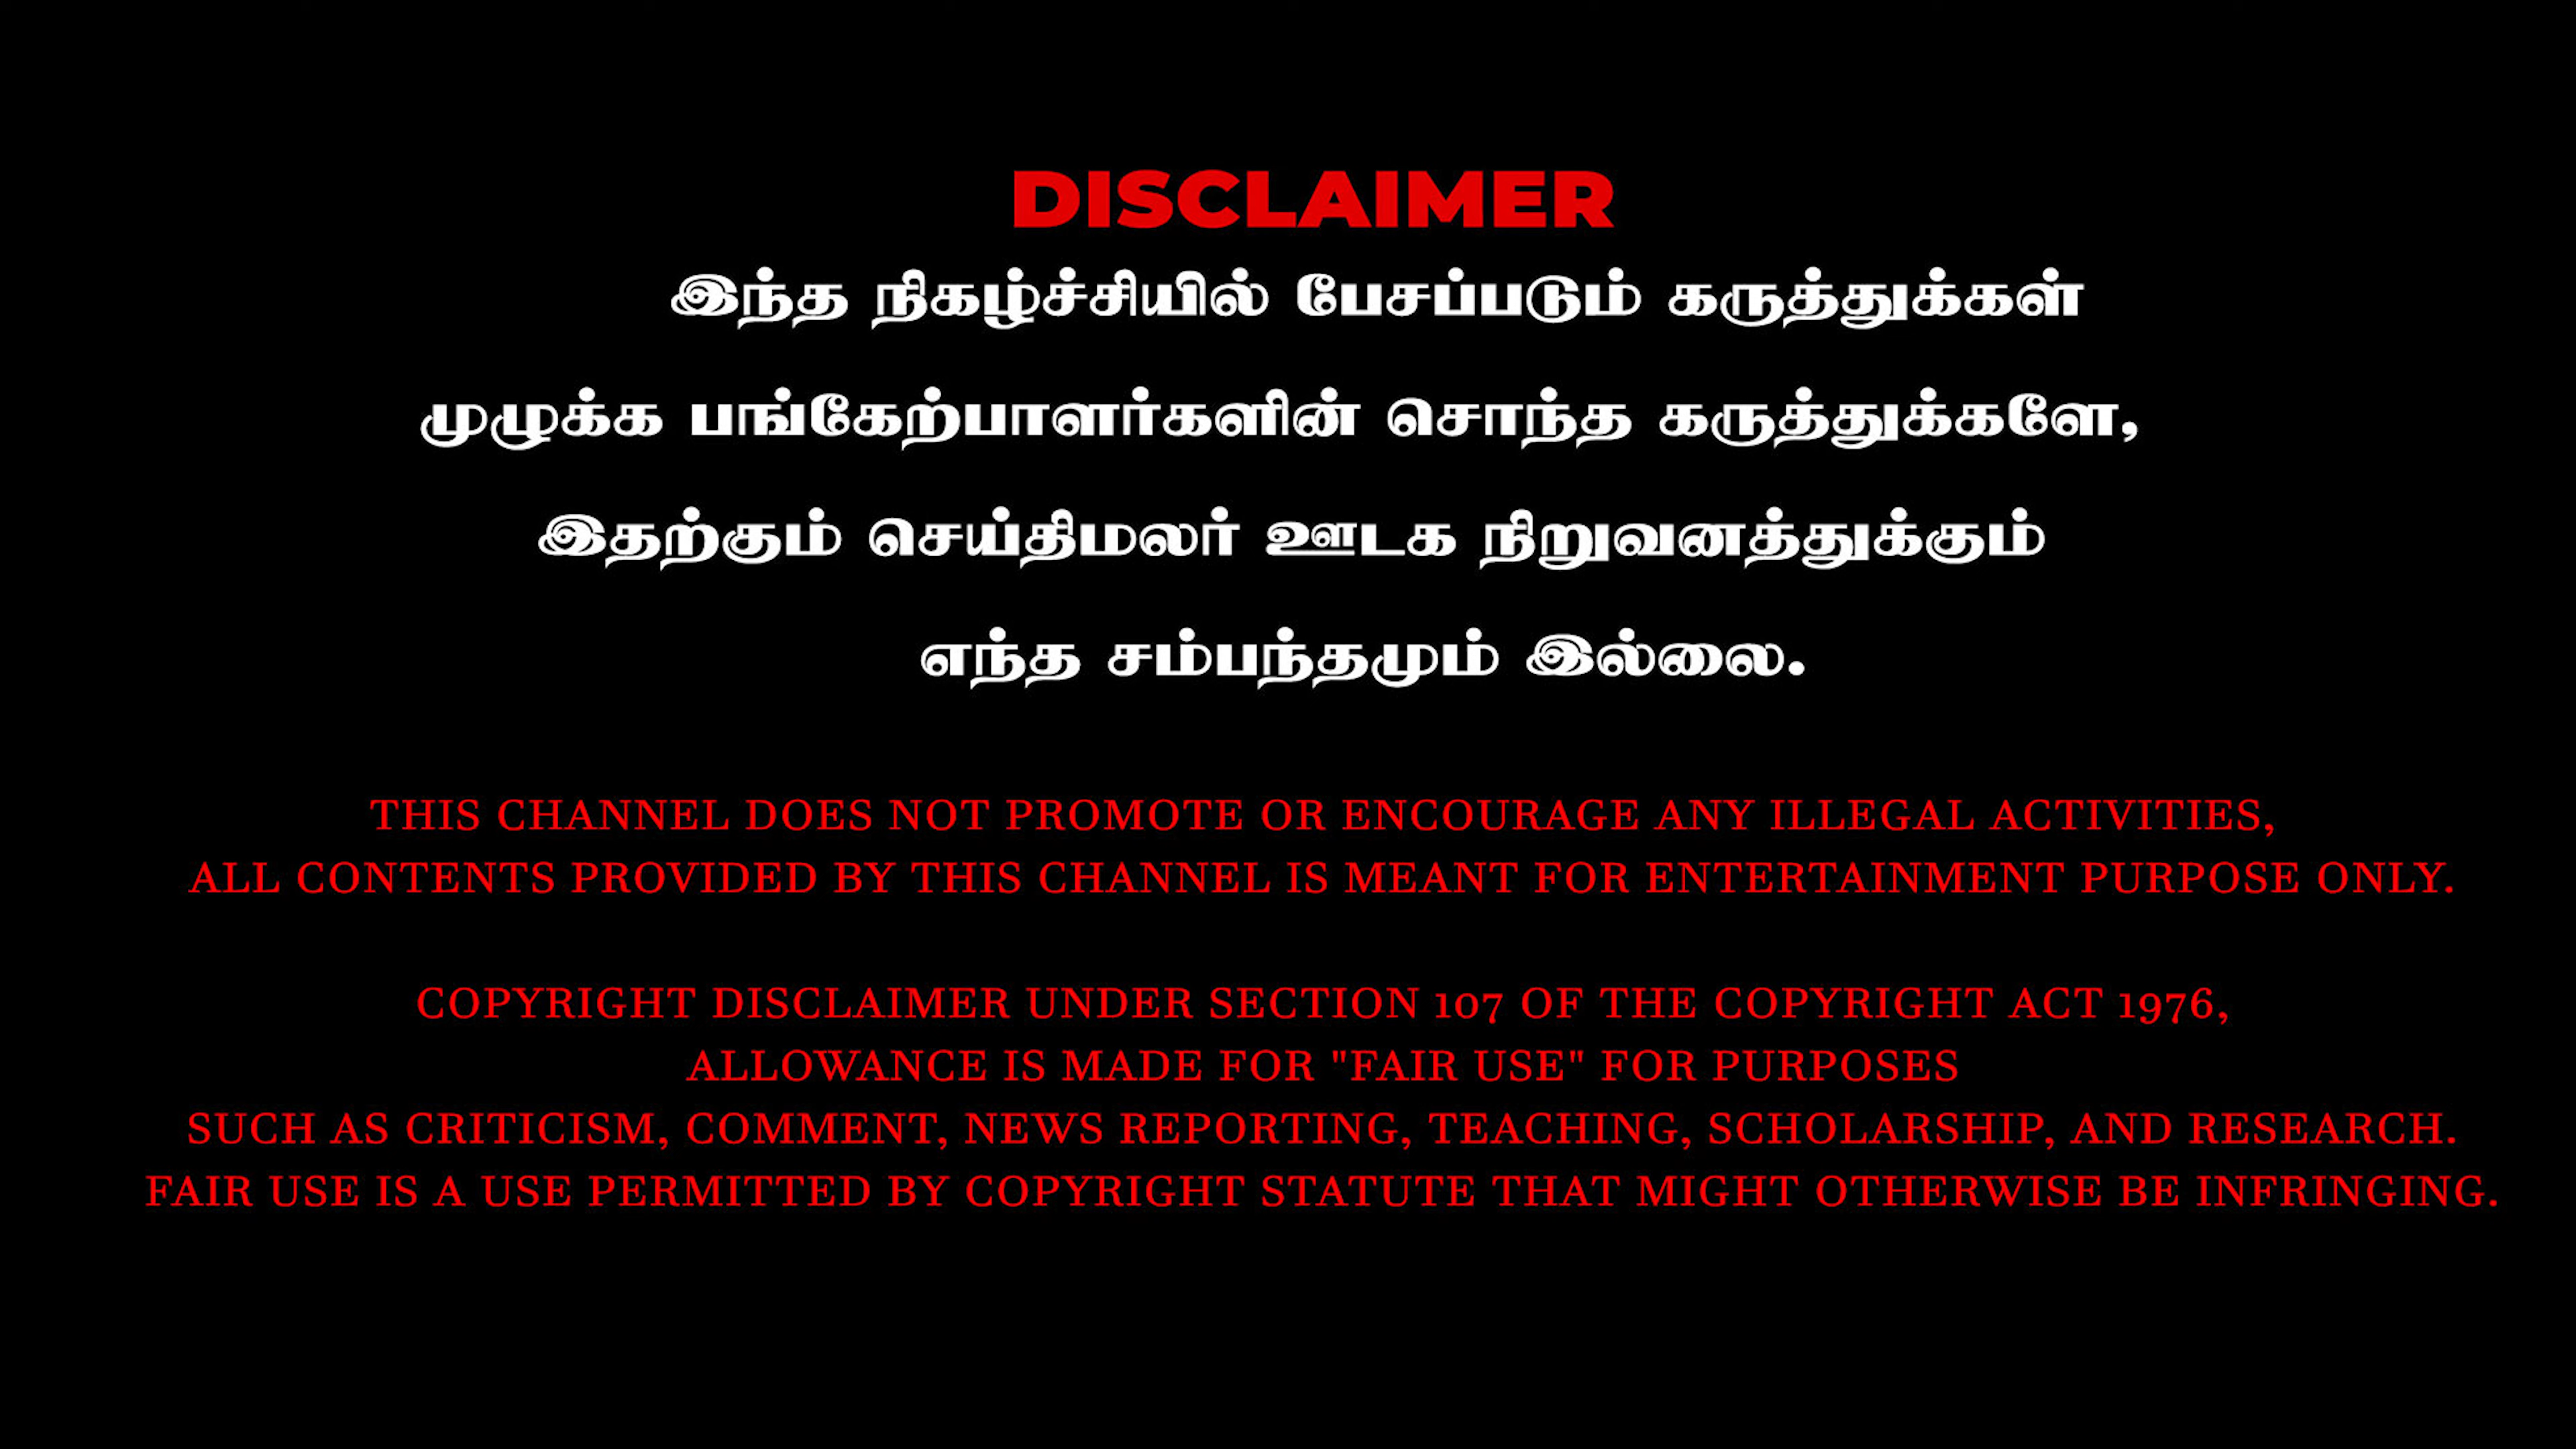 DISCLAIMER
இந்த நிகழ்ச்சியில் பேசப்படும் கருத்துக்கள்
முழுக்க பங்கேற்பாளர்களின் சொந்த கருத்துக்களே,
இதற்கும் செய்திமலர் ஊடக நிறுவனத்துக்கும்
எந்த சம்பந்தமும் இல்லை.
THIS CHANNEL DOES NOT PROMOTE OR ENCOURAGE ANY ILLEGAL ACTIVITIES,
ALL CONTENTS PROVIDED BY THIS CHANNEL IS MEANT FOR ENTERTAINMENT PURPOSE ONLY.
COPYRIGHT DISCLAIMER UNDER SECTION 107 OF THE COPYRIGHT ACT 1976,
ALLOWANCE IS MADE FOR "FAIR USE" FOR PURPOSES
SUCH AS CRITICISM, COMMENT, NEWS REPORTING, TEACHING, SCHOLARSHIP, AND RESEARCH.
FAIR USE IS A USE PERMITTED BY COPYRIGHT STATUTE THAT MIGHT OTHERWISE BE INFRINGING.